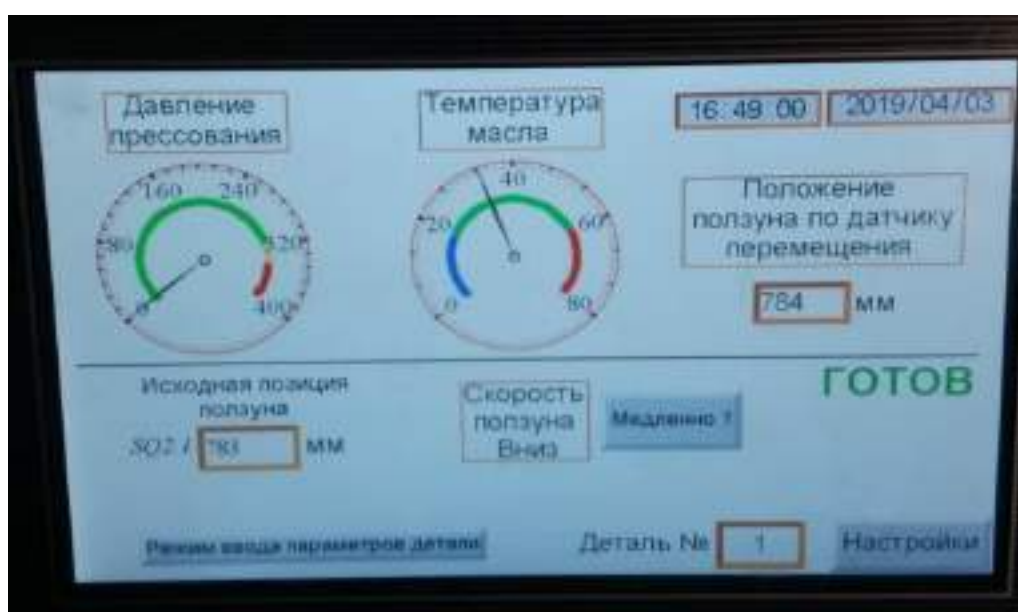 Давление
прессования
Температура
масла
16:49:00
2019/04/03
0
80
160
240
320
400
0
20
40
60
80
Положение
ползуна по датчику
перемещения
784 мм
ГОТОВ
Исходная позиция
ползуна
783 мм
Скорость
ползуна
Вниз
Медленно 1
Режим ввода параметров детали
Деталь № 1
Настройки